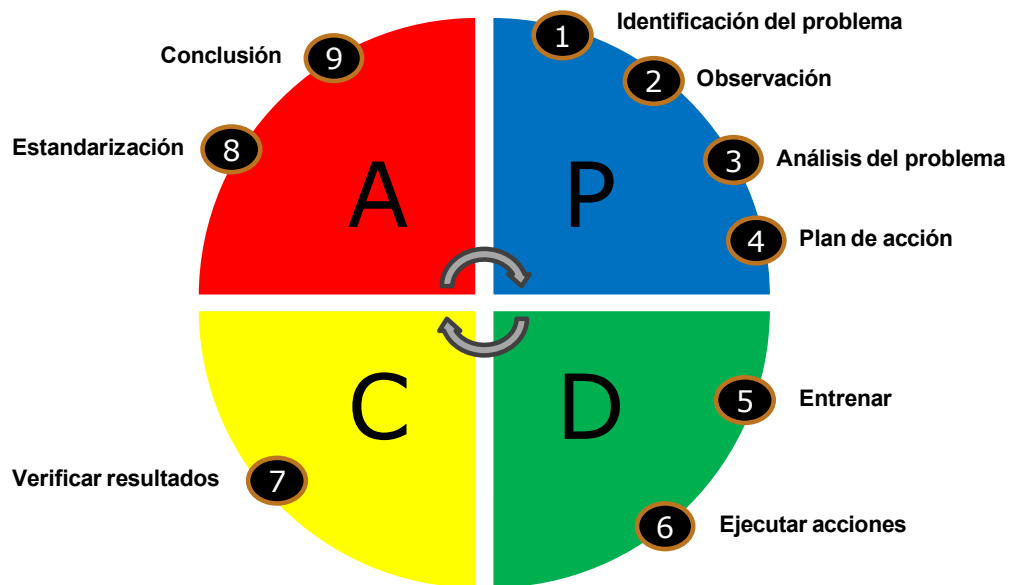 1 Identificación del problema
2 Observación
3 Análisis del problema
4 Plan de acción
5 Entrenar
6 Ejecutar acciones
7 Verificar resultados
8 Estandarización
9 Conclusión
A P
C D